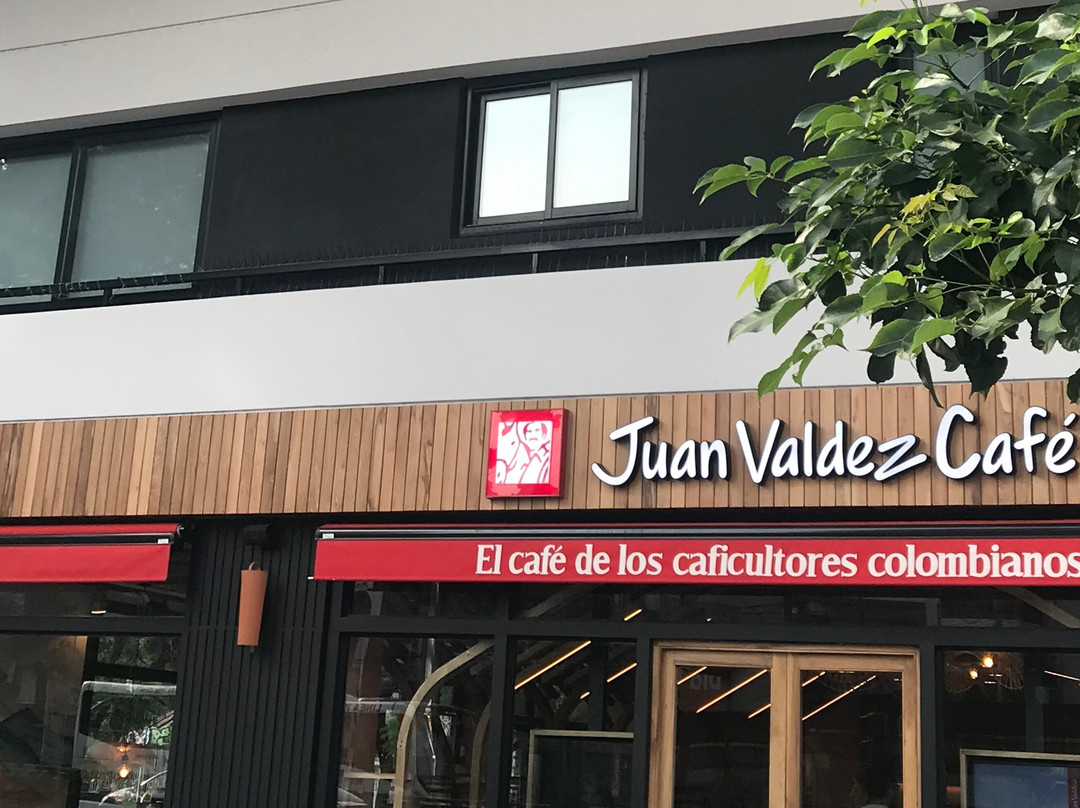 Juan Valdez Café
El café de los caficultores colombianos